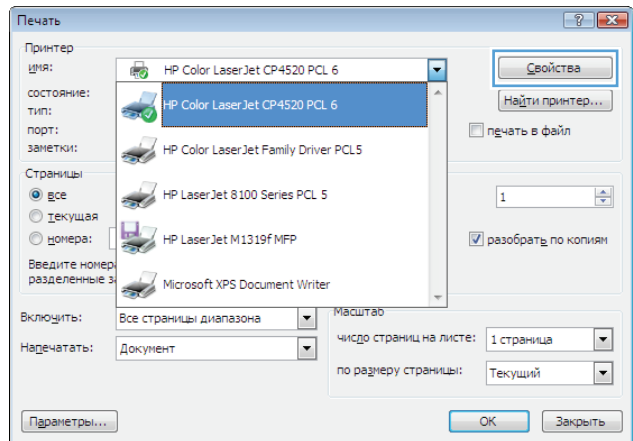 Печать
Принтер
имя: HP Color LaserJet CP4520 PCL 6 Свойства
состояние: HP Color LaserJet CP4520 PCL 6 Найти принтер...
тип:
порт: HP Color LaserJet Family Driver PCL5 печать в файл
заметки:
Страницы
все HP LaserJet 8100 Series PCL 5 1
текущая
номера: HP LaserJet M1319f MFP разобрать по копиям
Введите
разделенные Microsoft XPS Document Writer
Включить: Все страницы диапазона Масштаб
Напечатать: Документ число страниц на листе: 1 страница
по размеру страницы: Текущий
Параметры... ОК Закрыть